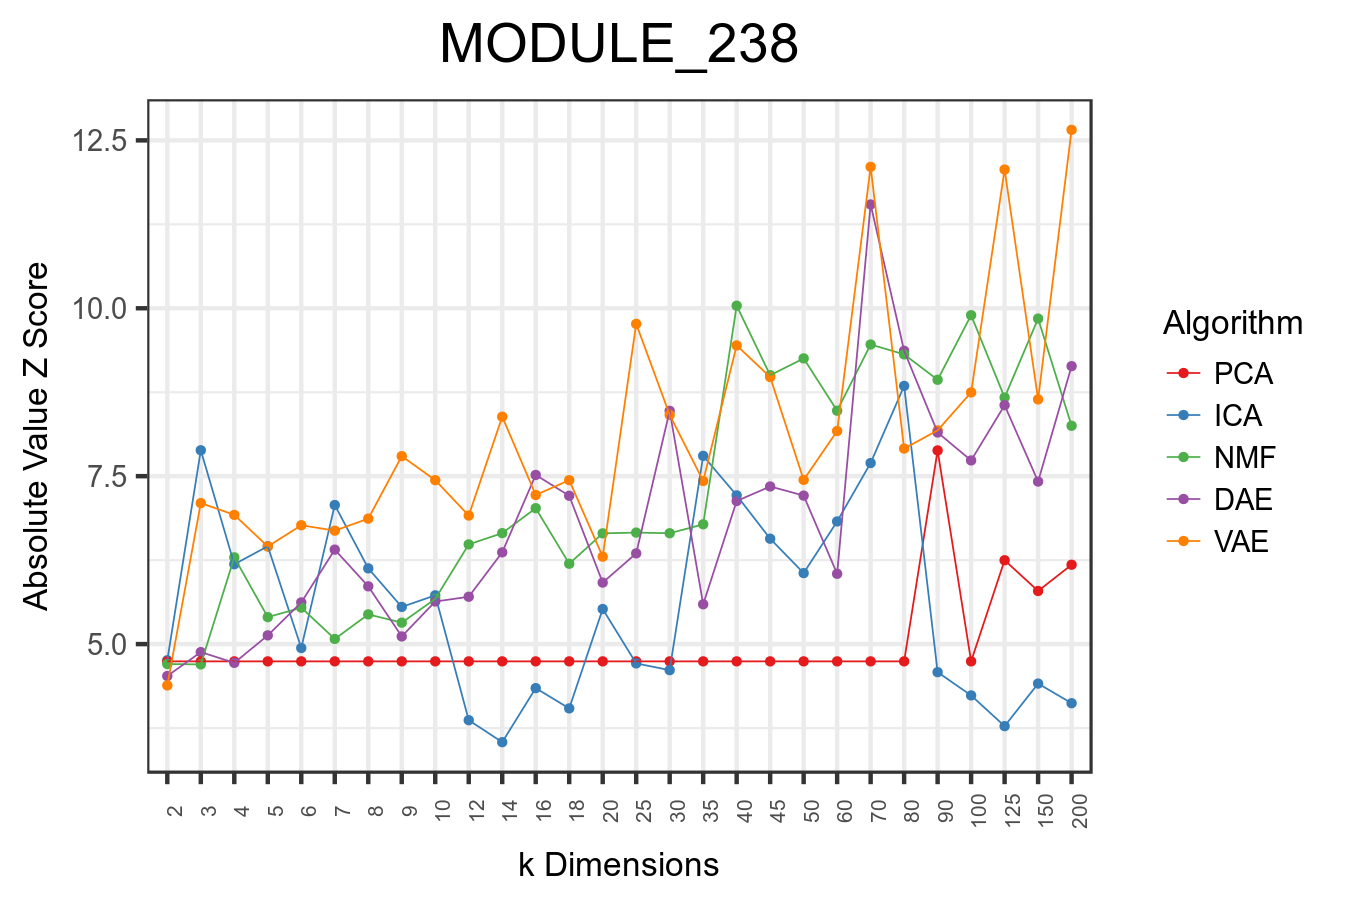 MODULE_238
Absolute Value Z Score
12.5
10.0
7.5
5.0
2 3 4 5 6 7 8 9 10 12 14 16 18 20 25 30 35 40 45 50 60 70 80 90 100 125 150 200
k Dimensions
Algorithm
PCA
ICA
NMF
DAE
VAE